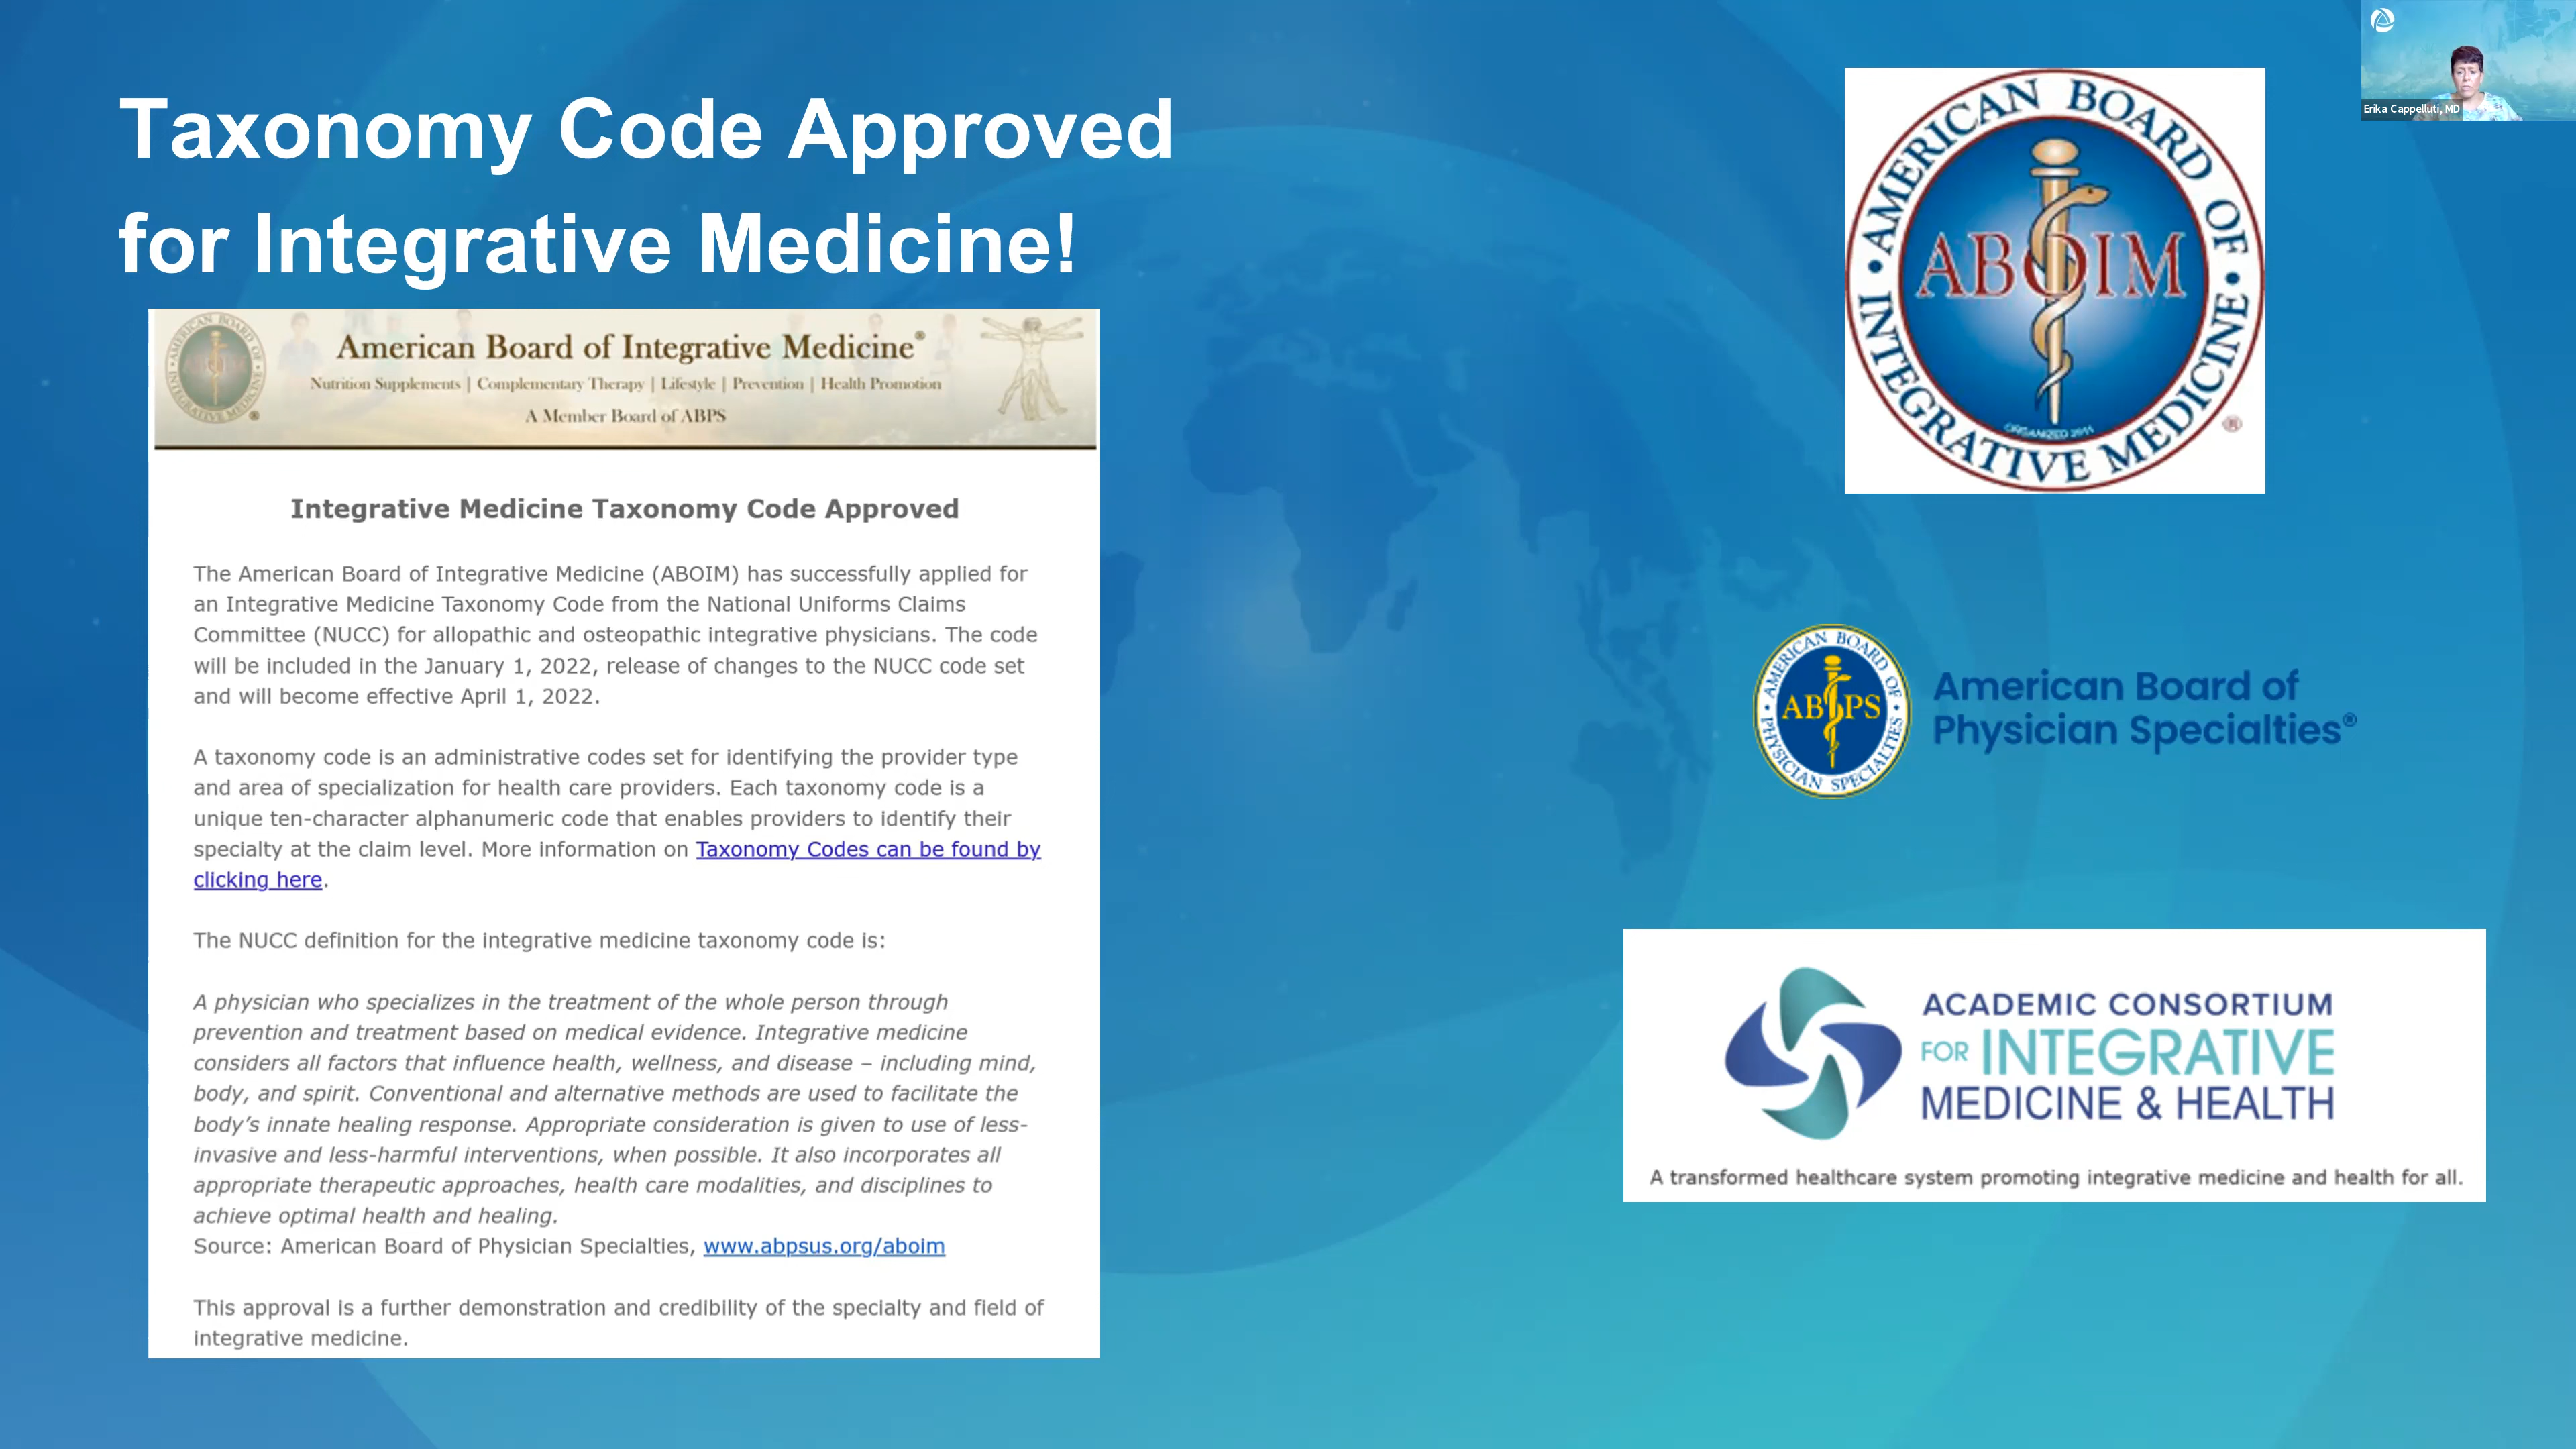 Taxonomy Code Approved
for Integrative Medicine!
Erika Cappelluti, MD
AMERICAN BOARD OF INTEGRATIVE MEDICINE
American Board of Integrative Medicine®
Nutrition Supplements | Complementary Therapy | Lifestyle | Prevention | Health Promotion
A Member Board of ABPS
Integrative Medicine Taxonomy Code Approved
The American Board of Integrative Medicine (ABOIM) has successfully applied for
an Integrative Medicine Taxonomy Code from the National Uniforms Claims
Committee (NUCC) for allopathic and osteopathic integrative physicians. The code
will be included in the January 1, 2022, release of changes to the NUCC code set
and will become effective April 1, 2022.
A taxonomy code is an administrative codes set for identifying the provider type
and area of specialization for health care providers. Each taxonomy code is a
unique ten-character alphanumeric code that enables providers to identify their
specialty at the claim level. More information on Taxonomy Codes can be found by
clicking here.
The NUCC definition for the integrative medicine taxonomy code is:
A physician who specializes in the treatment of the whole person through
prevention and treatment based on medical evidence. Integrative medicine
considers all factors that influence health, wellness, and disease – including mind,
body, and spirit. Conventional and alternative methods are used to facilitate the
body's innate healing response. Appropriate consideration is given to use of less-
invasive and less-harmful interventions, when possible. It also incorporates all
appropriate therapeutic approaches, health care modalities, and disciplines to
achieve optimal health and healing.
Source: American Board of Physician Specialties, www.abpsus.org/aboim
This approval is a further demonstration and credibility of the specialty and field of
integrative medicine.
• AMERICAN BOARD OF •
INTEGRATIVE MEDICINE
ABOIM
ORGANIZED 2011
®
• AMERICAN BOARD OF •
PHYSICIAN SPECIALTIES
ABPS
American Board of
Physician Specialties®
ACADEMIC CONSORTIUM
FOR INTEGRATIVE
MEDICINE & HEALTH
A transformed healthcare system promoting integrative medicine and health for all.